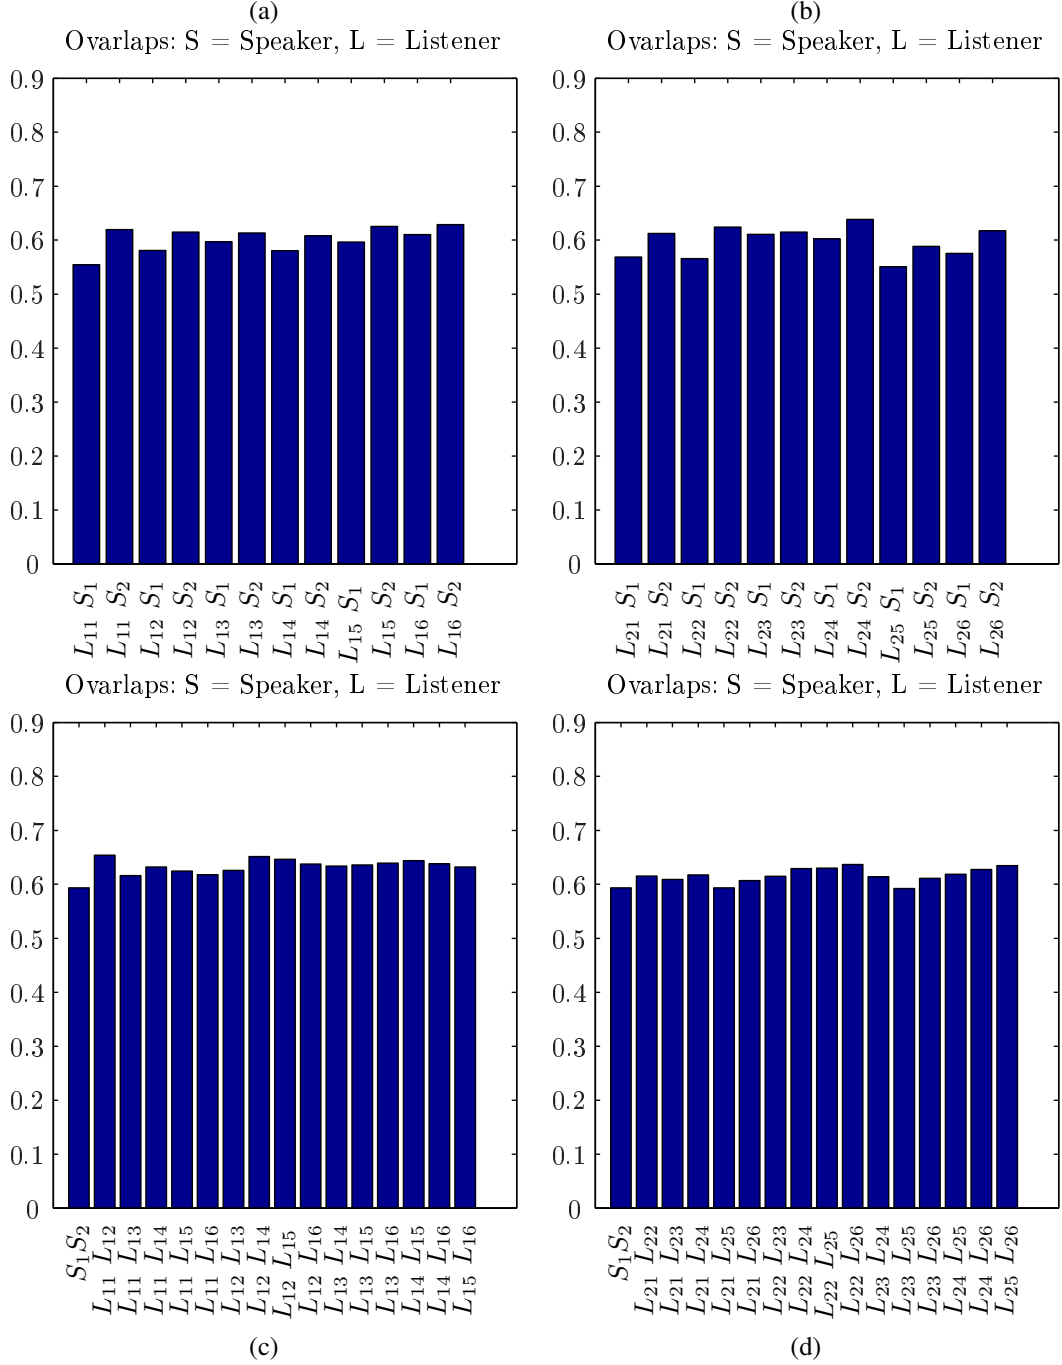 (a) (b)
Ovarlaps: S = Speaker, L = Listener
0.9
0.8
0.7
0.6
0.5
0.4
0.3
0.2
0.1
0
L11 S1
L11 S2
L12 S1
L12 S2
L13 S1
L13 S2
L14 S1
L14 S2
L15 S1
L15 S2
L16 S1
L16 S2
Ovarlaps: S = Speaker, L = Listener
0.9
0.8
0.7
0.6
0.5
0.4
0.3
0.2
0.1
0
L21 S1
L21 S2
L22 S1
L22 S2
L23 S1
L23 S2
L24 S1
L24 S2
L25 S1
L25 S2
L26 S1
L26 S2
Ovarlaps: S = Speaker, L = Listener
0.9
0.8
0.7
0.6
0.5
0.4
0.3
0.2
0.1
0
S1S2
L11 L12
L11 L13
L11 L14
L11 L15
L11 L16
L12 L13
L12 L14
L12 L15
L12 L16
L13 L14
L13 L15
L13 L16
L14 L15
L14 L16
L15 L16
(c)
Ovarlaps: S = Speaker, L = Listener
0.9
0.8
0.7
0.6
0.5
0.4
0.3
0.2
0.1
0
S1S2
L21 L22
L21 L23
L21 L24
L21 L25
L21 L26
L22 L23
L22 L24
L22 L25
L22 L26
L23 L24
L23 L25
L23 L26
L24 L25
L24 L26
L25 L26
(d)